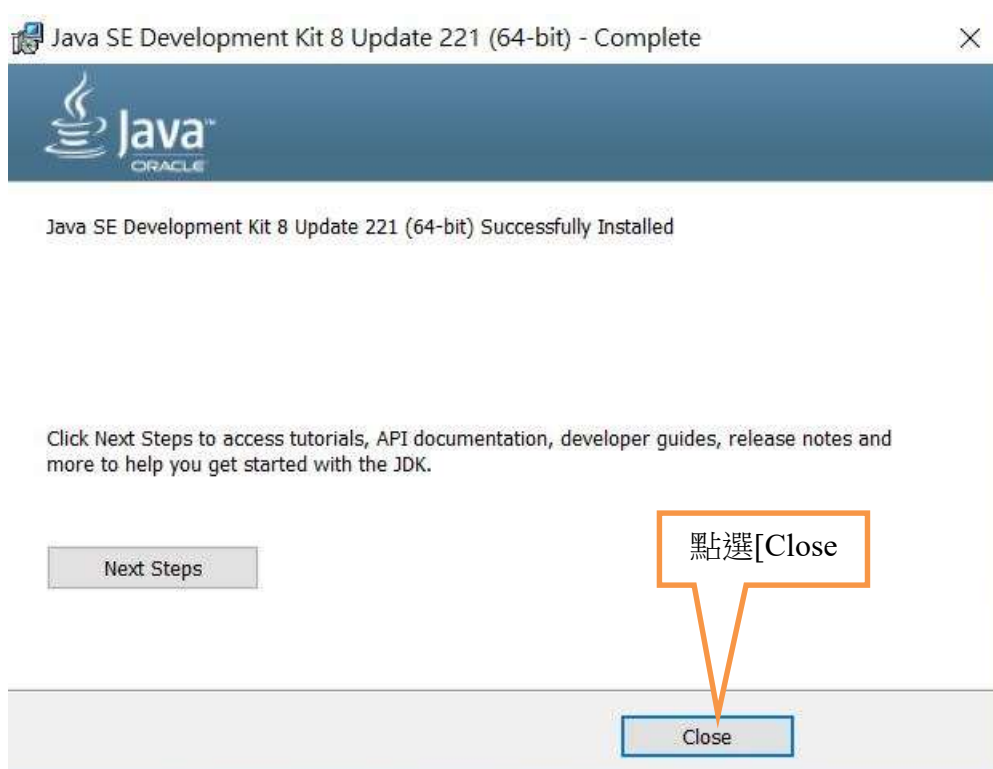 Java SE Development Kit 8 Update 221 (64-bit) - Complete
Java™
ORACLE
Java SE Development Kit 8 Update 221 (64-bit) Successfully Installed
Click Next Steps to access tutorials, API documentation, developer guides, release notes and
more to help you get started with the JDK.
點選[Close
Next Steps
Close